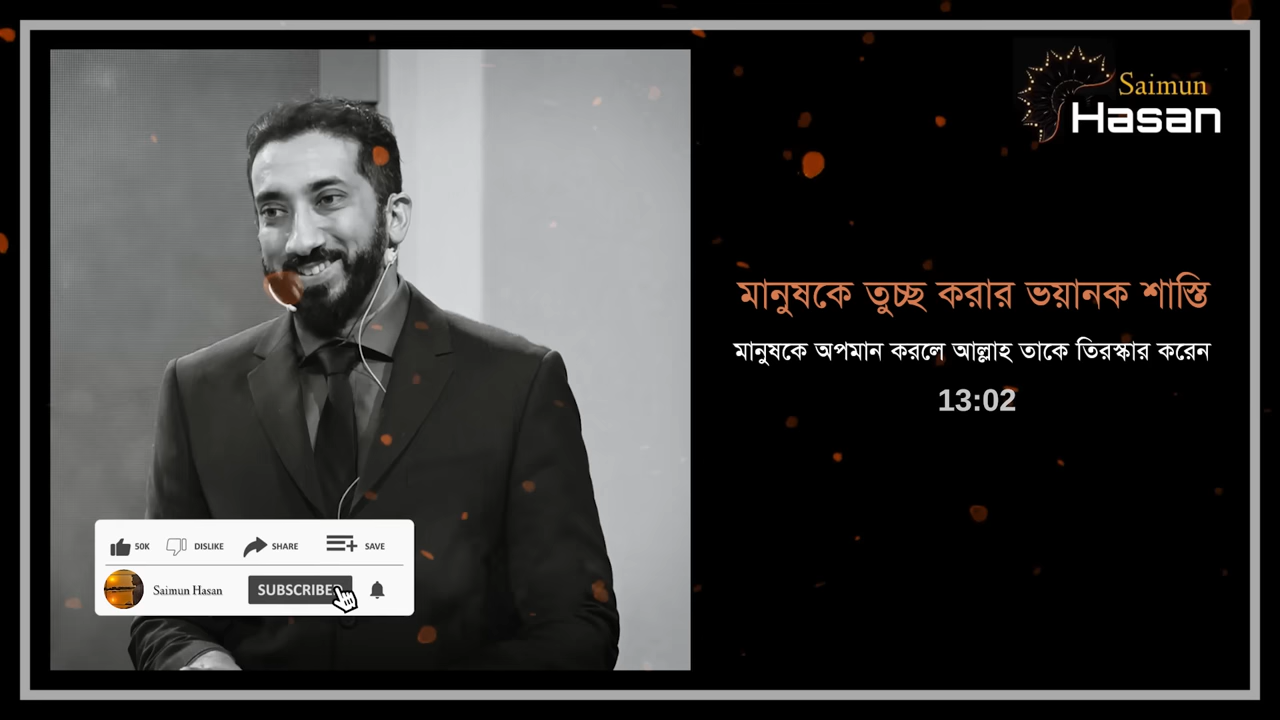 Saimun
Hasan
মানুষকে তুচ্ছ করার ভয়ানক শাস্তি
মানুষকে অপমান করলে আল্লাহ তাকে তিরস্কার করেন
13:02
50K DISLIKE SHARE SAVE
Saimun Hasan SUBSCRIBED